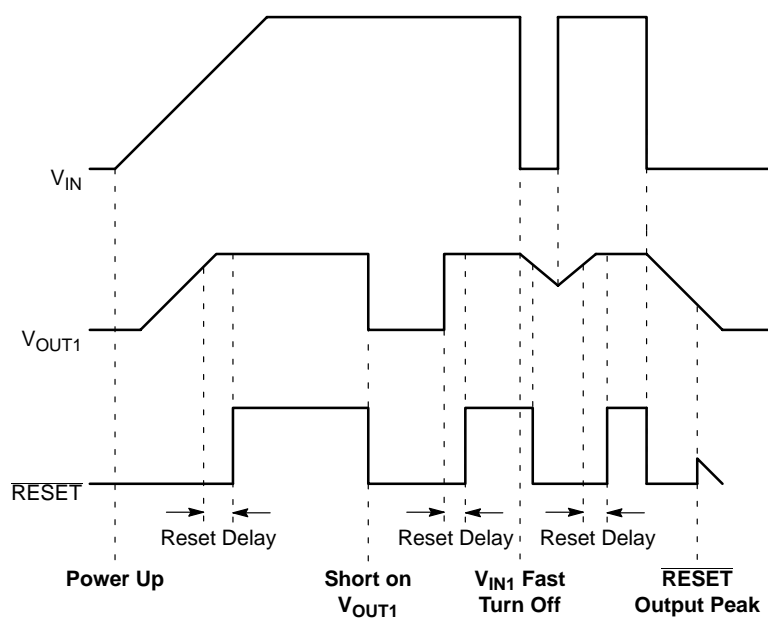 V_IN
V_OUT1
RESET
Reset Delay
Reset Delay
Reset Delay
Power Up
Short on
V_OUT1
V_IN1 Fast
Turn Off
RESET
Output Peak